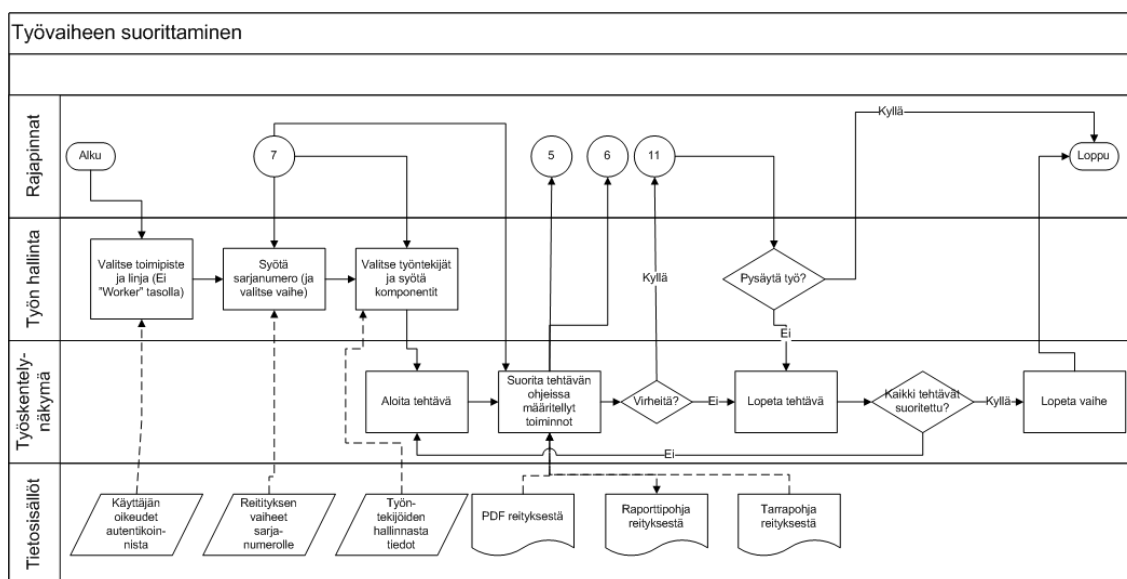 Työvaiheen suorittaminen
Rajapinnat
Alku
7
5
6
11
Kyllä
Loppu
Työn hallinta
Valitse toimipiste
ja linja (Ei
"Worker" tasolla)
Syötä
sarjanumero (ja
valitse vaihe)
Valitse työntekijät
ja syötä
komponentit
Kyllä
Pysäytä työ?
Ei
Työskentely-
näkymä
Aloita tehtävä
Suorita tehtävän
ohjeissa
määritellyt
toiminnot
Virheitä?
Ei
Lopeta tehtävä
Kaikki tehtävät
suoritettu?
Kyllä
Lopeta vaihe
Ei
Tietosisällöt
Käyttäjän
oikeudet
autentikoin-
nista
Reitityksen
vaiheet
sarja-
numerolle
Työn-
tekijöiden
hallinnasta
tiedot
PDF reityksestä
Raporttipohja
reityksestä
Tarrapohja
reityksestä